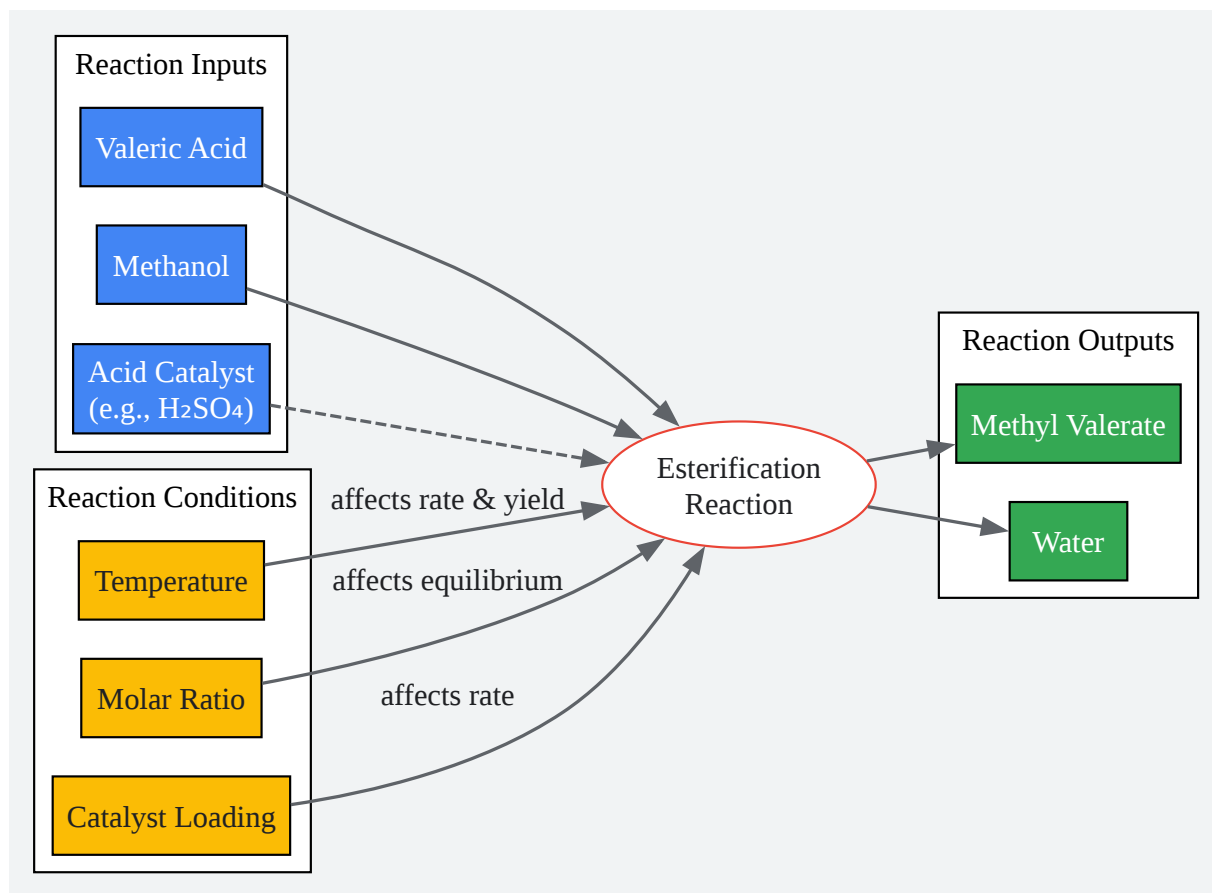 Reaction Inputs
Valeric Acid
Methanol
Acid Catalyst
(e.g., H₂SO₄)
Reaction Conditions
Temperature
Molar Ratio
Catalyst Loading
affects rate & yield
affects equilibrium
affects rate
Esterification
Reaction
Reaction Outputs
Methyl Valerate
Water